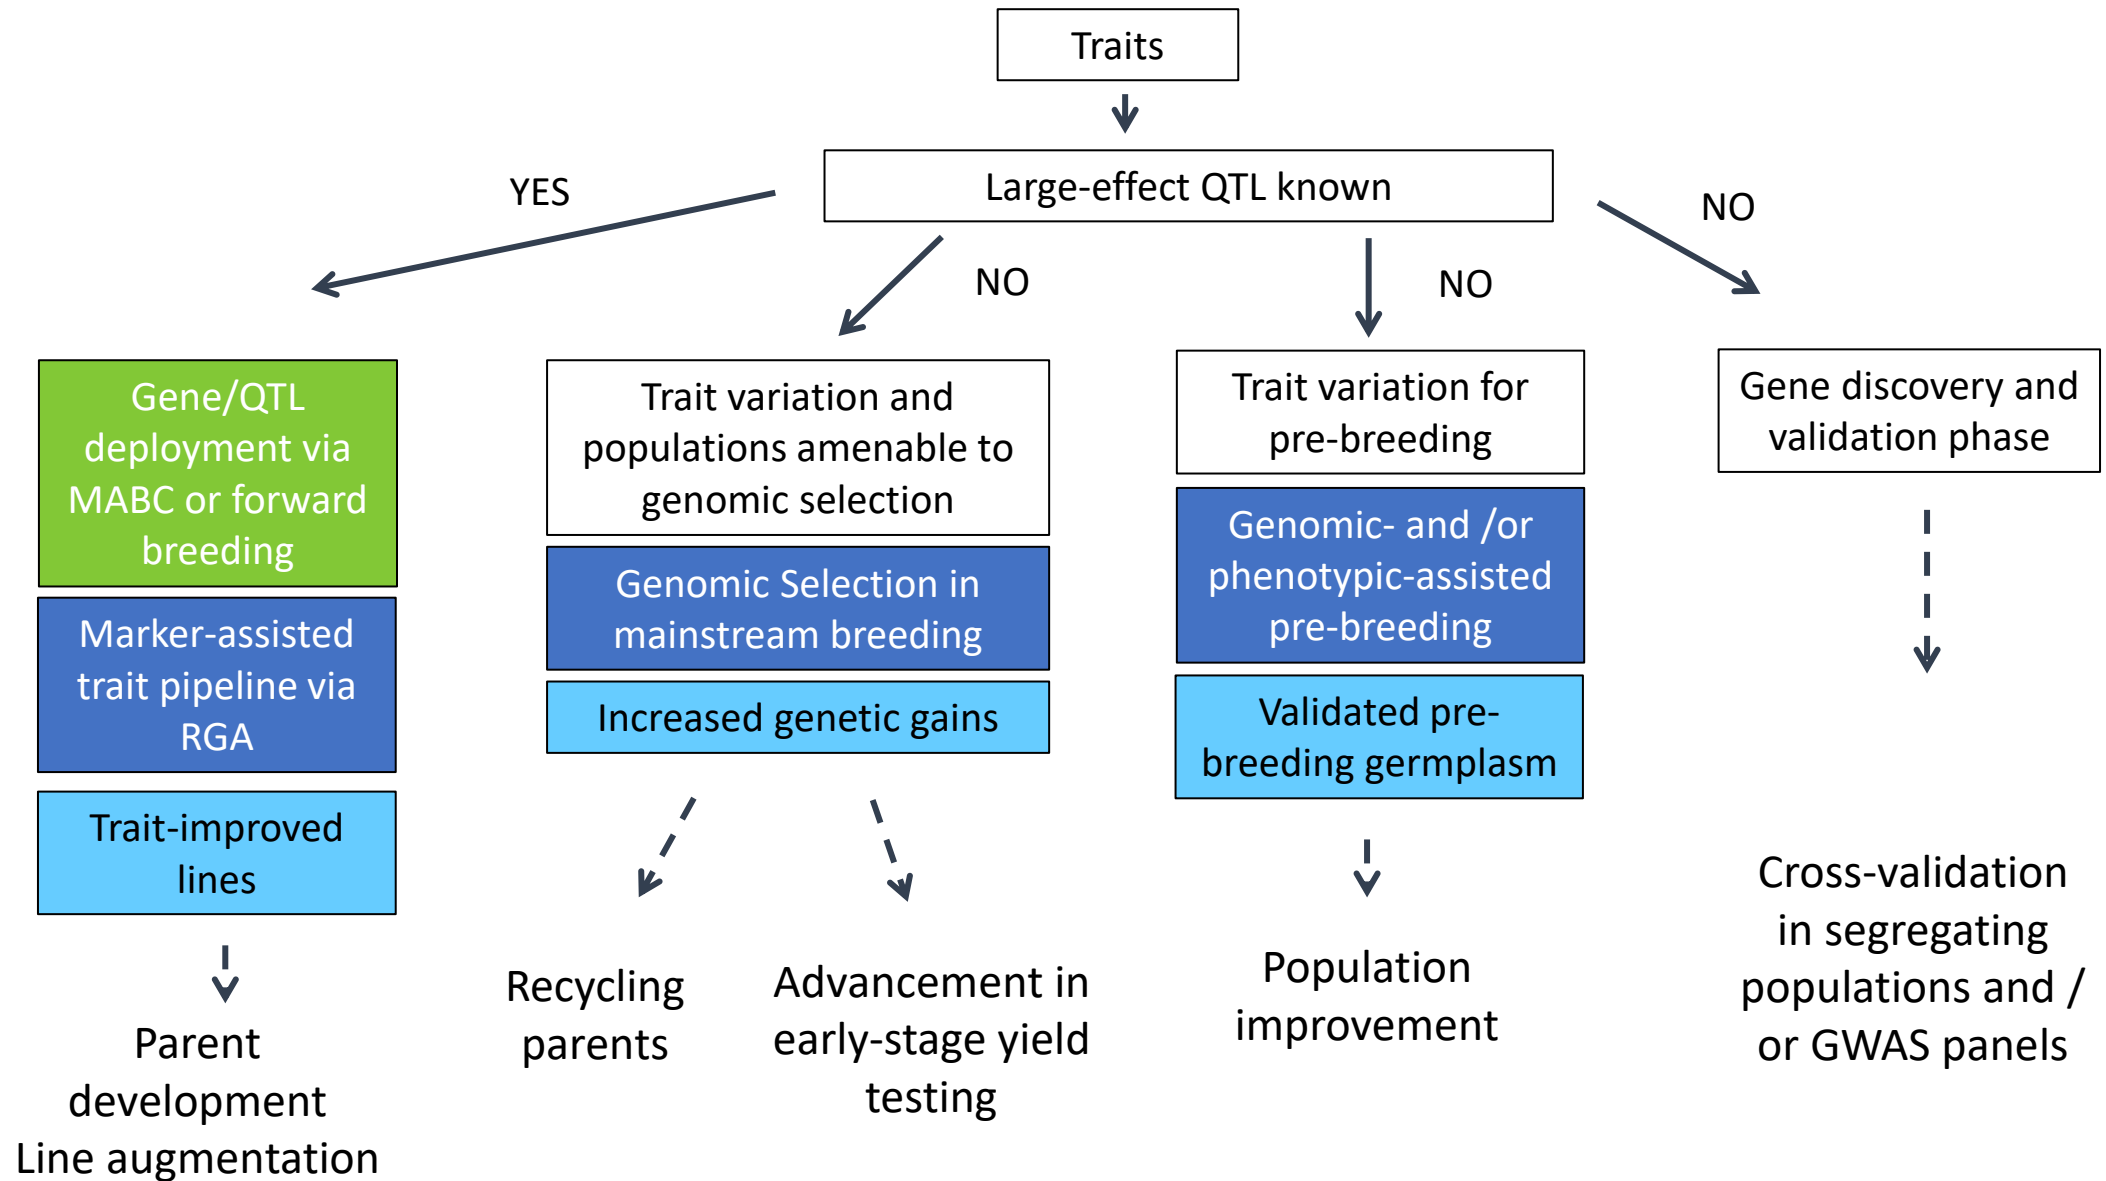 Traits
Large-effect QTL known
YES
NO
NO
NO
Gene/QTL
deployment via
MABC or forward
breeding
Marker-assisted
trait pipeline via
RGA
Trait-improved
lines
Parent
development
Line augmentation
Trait variation and
populations amenable to
genomic selection
Genomic Selection in
mainstream breeding
Increased genetic gains
Recycling
parents
Advancement in
early-stage yield
testing
Trait variation for
pre-breeding
Genomic- and /or
phenotypic-assisted
pre-breeding
Validated pre-
breeding germplasm
Population
improvement
Gene discovery and
validation phase
Cross-validation
in segregating
populations and /
or GWAS panels